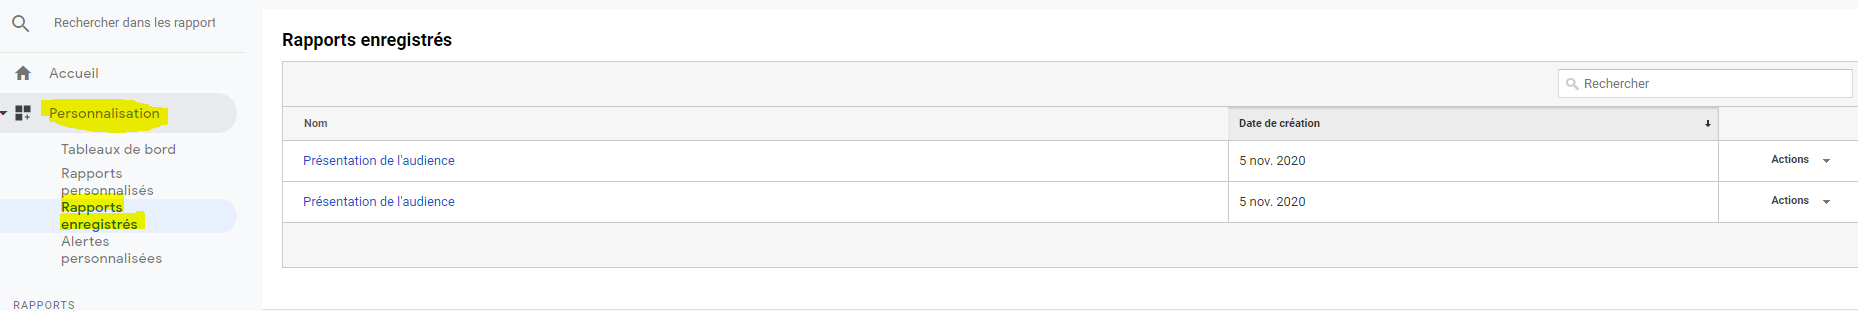 Rechercher dans les rapport
Accueil
Personnalisation
Tableaux de bord
Rapports
personnalisés
Rapports
enregistrés
Alertes
personnalisées
RAPPORTS
Rapports enregistrés
Rechercher
Nom Date de création
Présentation de l'audience 5 nov. 2020 Actions
Présentation de l'audience 5 nov. 2020 Actions